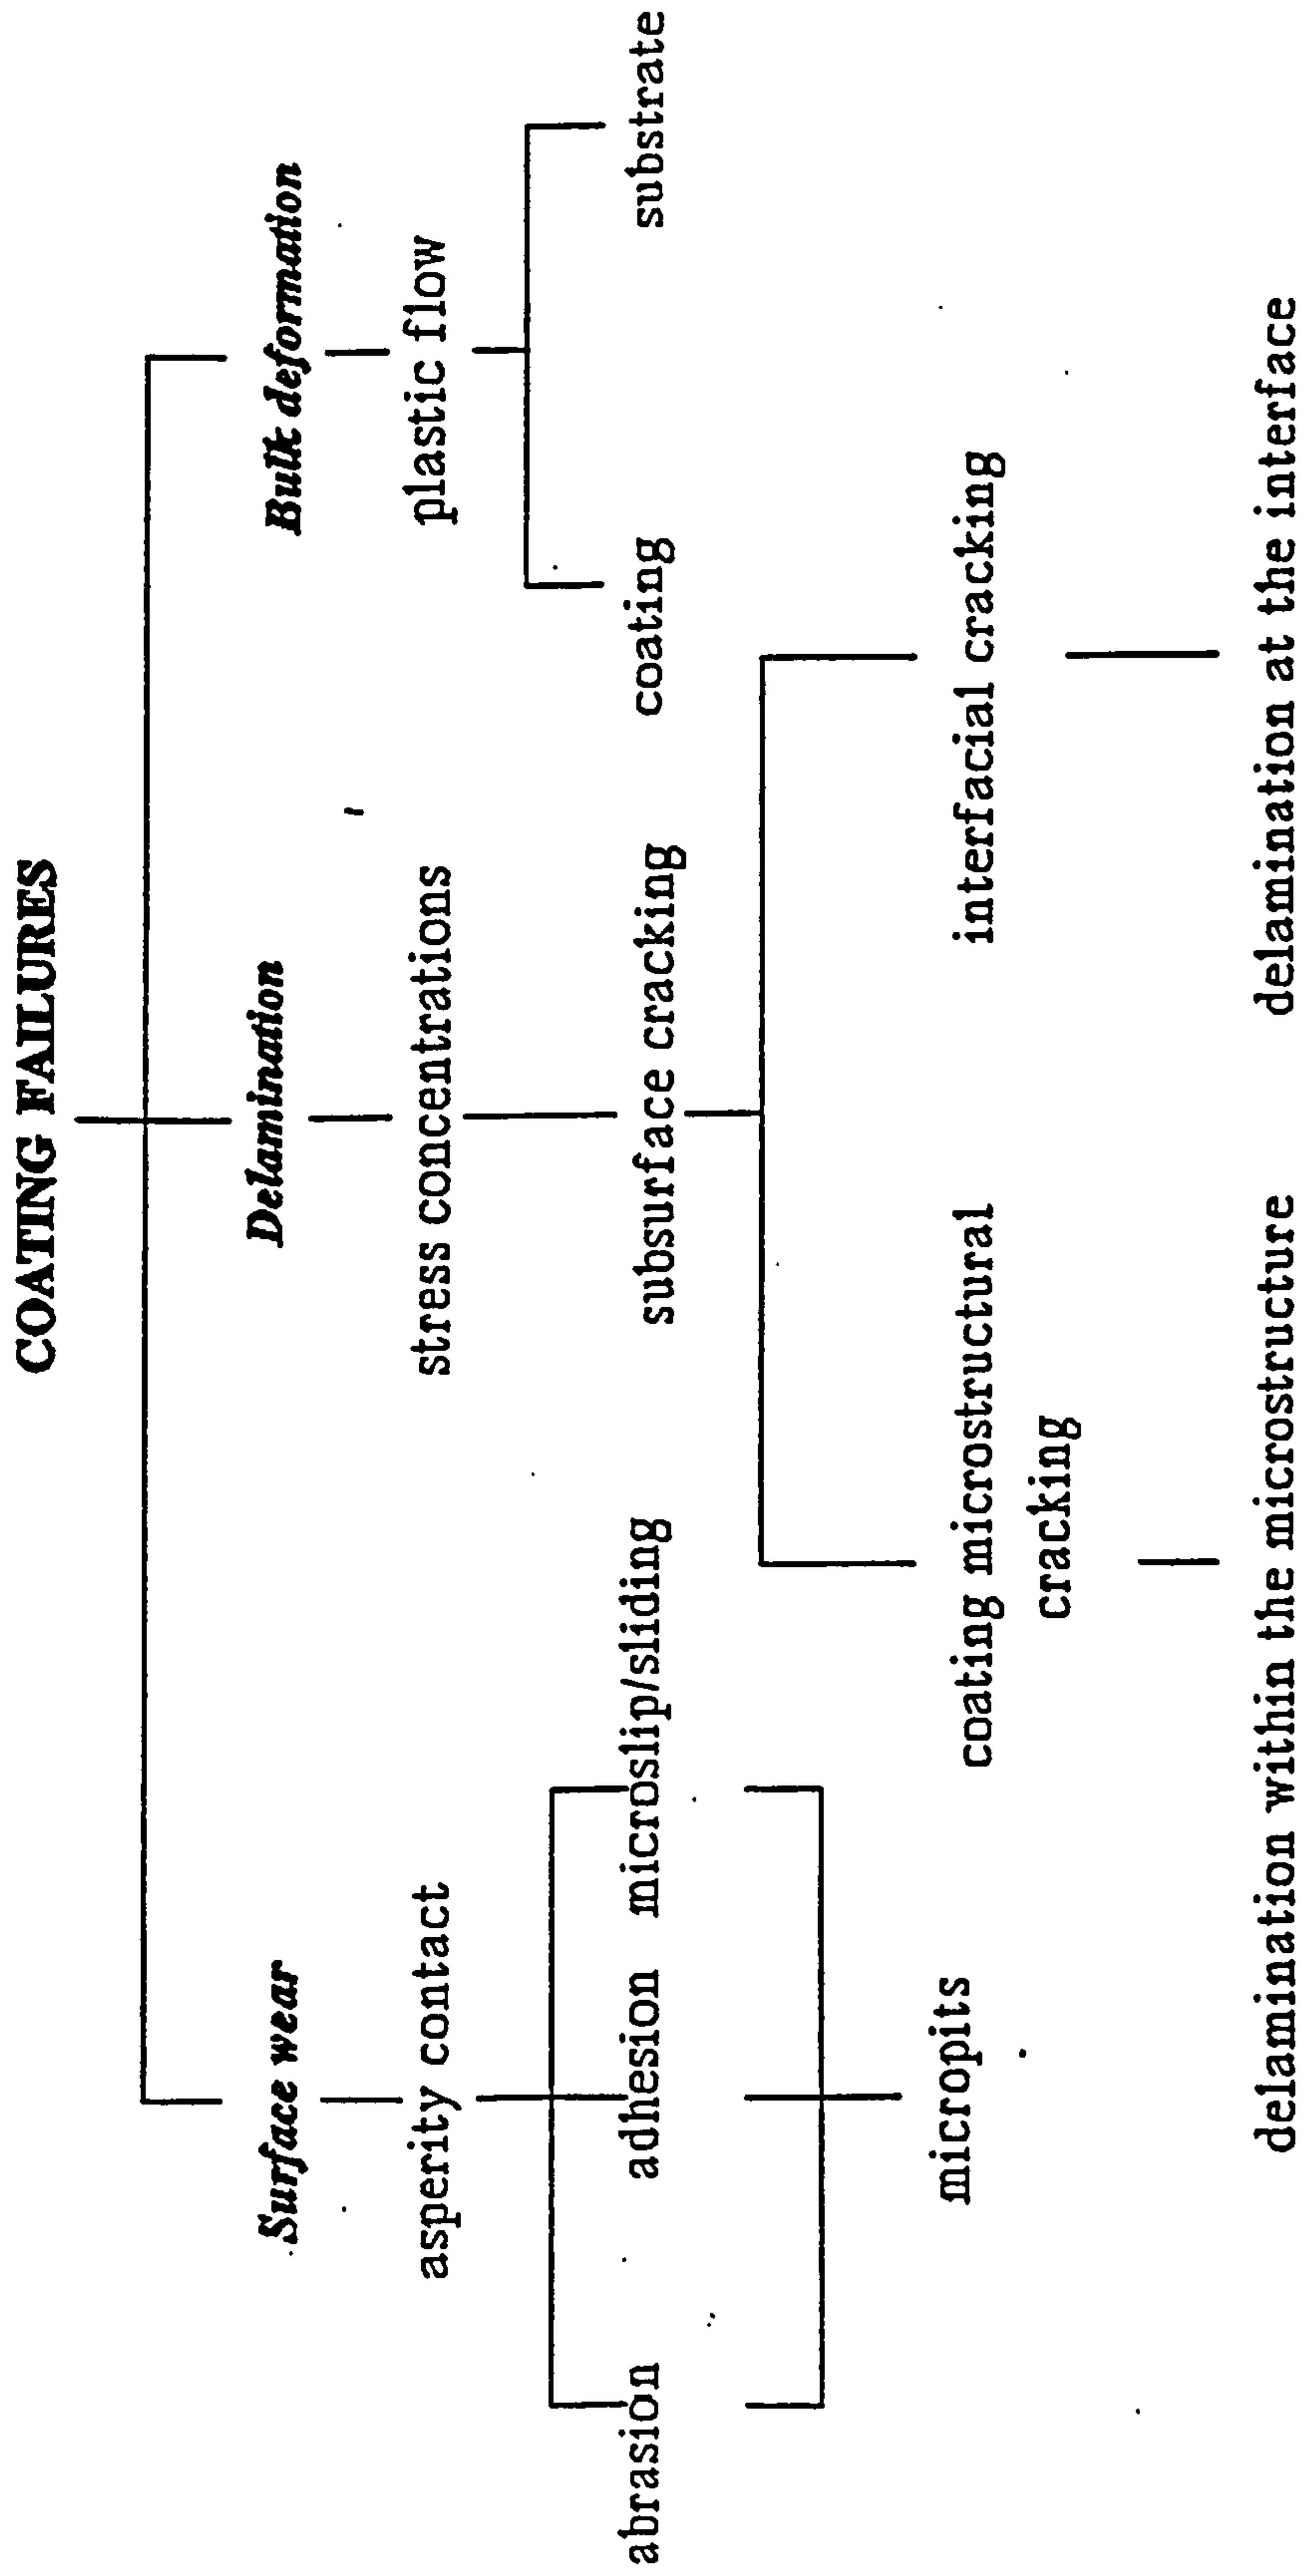 COATING FAILURES
Surface wear
Delamination
Bulk deformation
asperity contact
stress concentrations
plastic flow
abrasion
adhesion
microslip/sliding
subsurface cracking
coating
substrate
micropits
coating microstructural
cracking
interfacial cracking
delamination within the microstructure
delamination at the interface